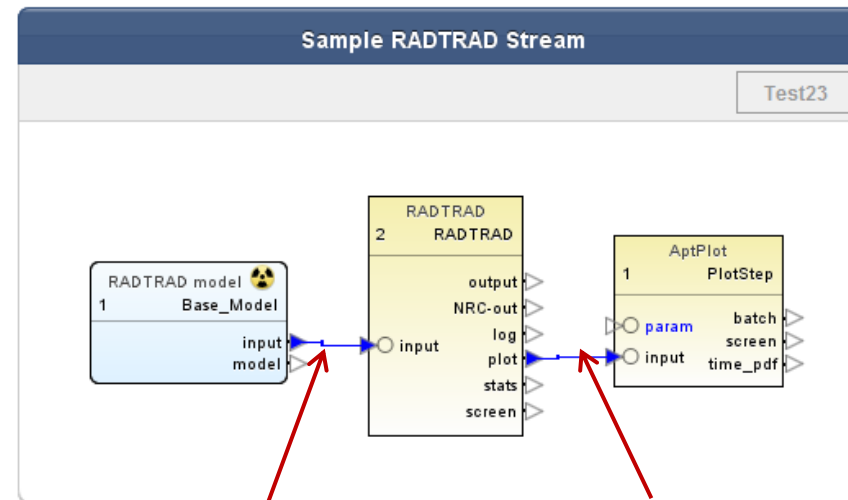 Sample RADTRAD Stream
Test23
RADTRAD model
1 Base_Model
input
model
RADTRAD
2 RADTRAD
output
NRC-out
log
input
plot
stats
screen
AptPlot
1 PlotStep
param
input
batch
screen
time_pdf